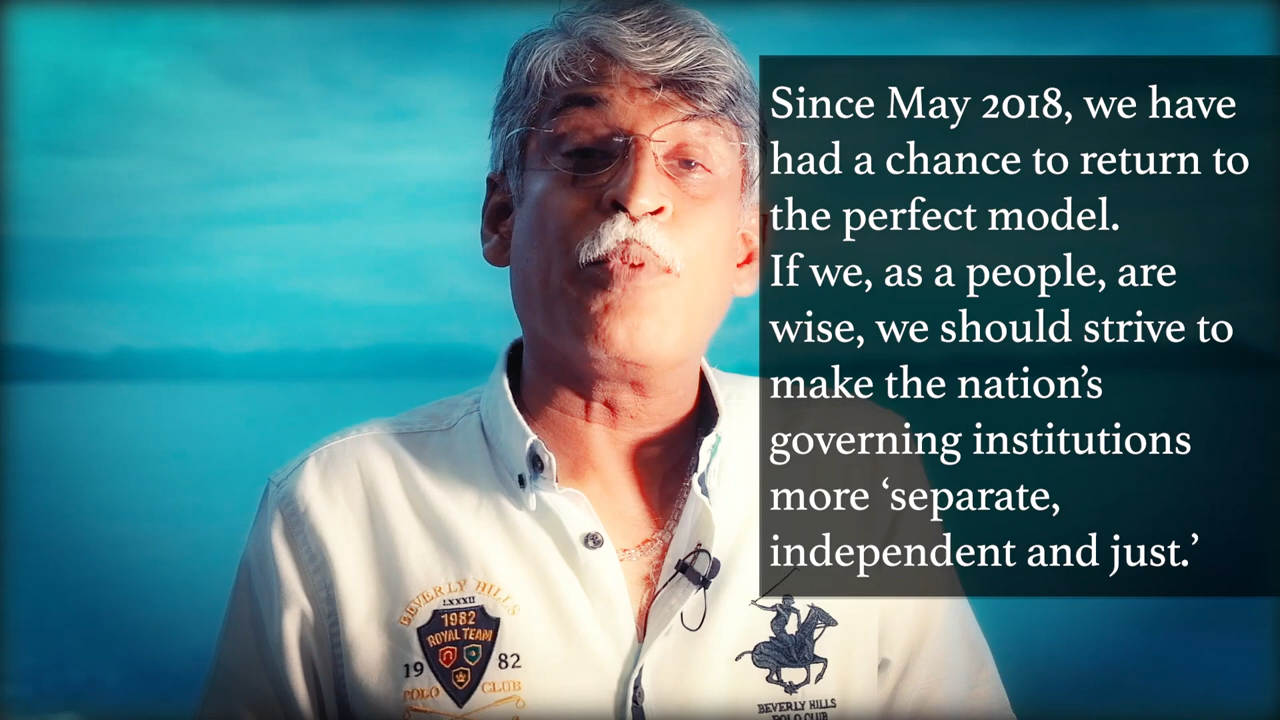 Since May 2018, we have
had a chance to return to
the perfect model.
If we, as a people, are
wise, we should strive to
make the nation’s
governing institutions
more ‘separate,
independent and just.’
BEVERLY HILLS
LXXXII
1982
ROYAL TEAM
19 82
POLO CLUB
BEVERLY HILLS
POLO CLUB